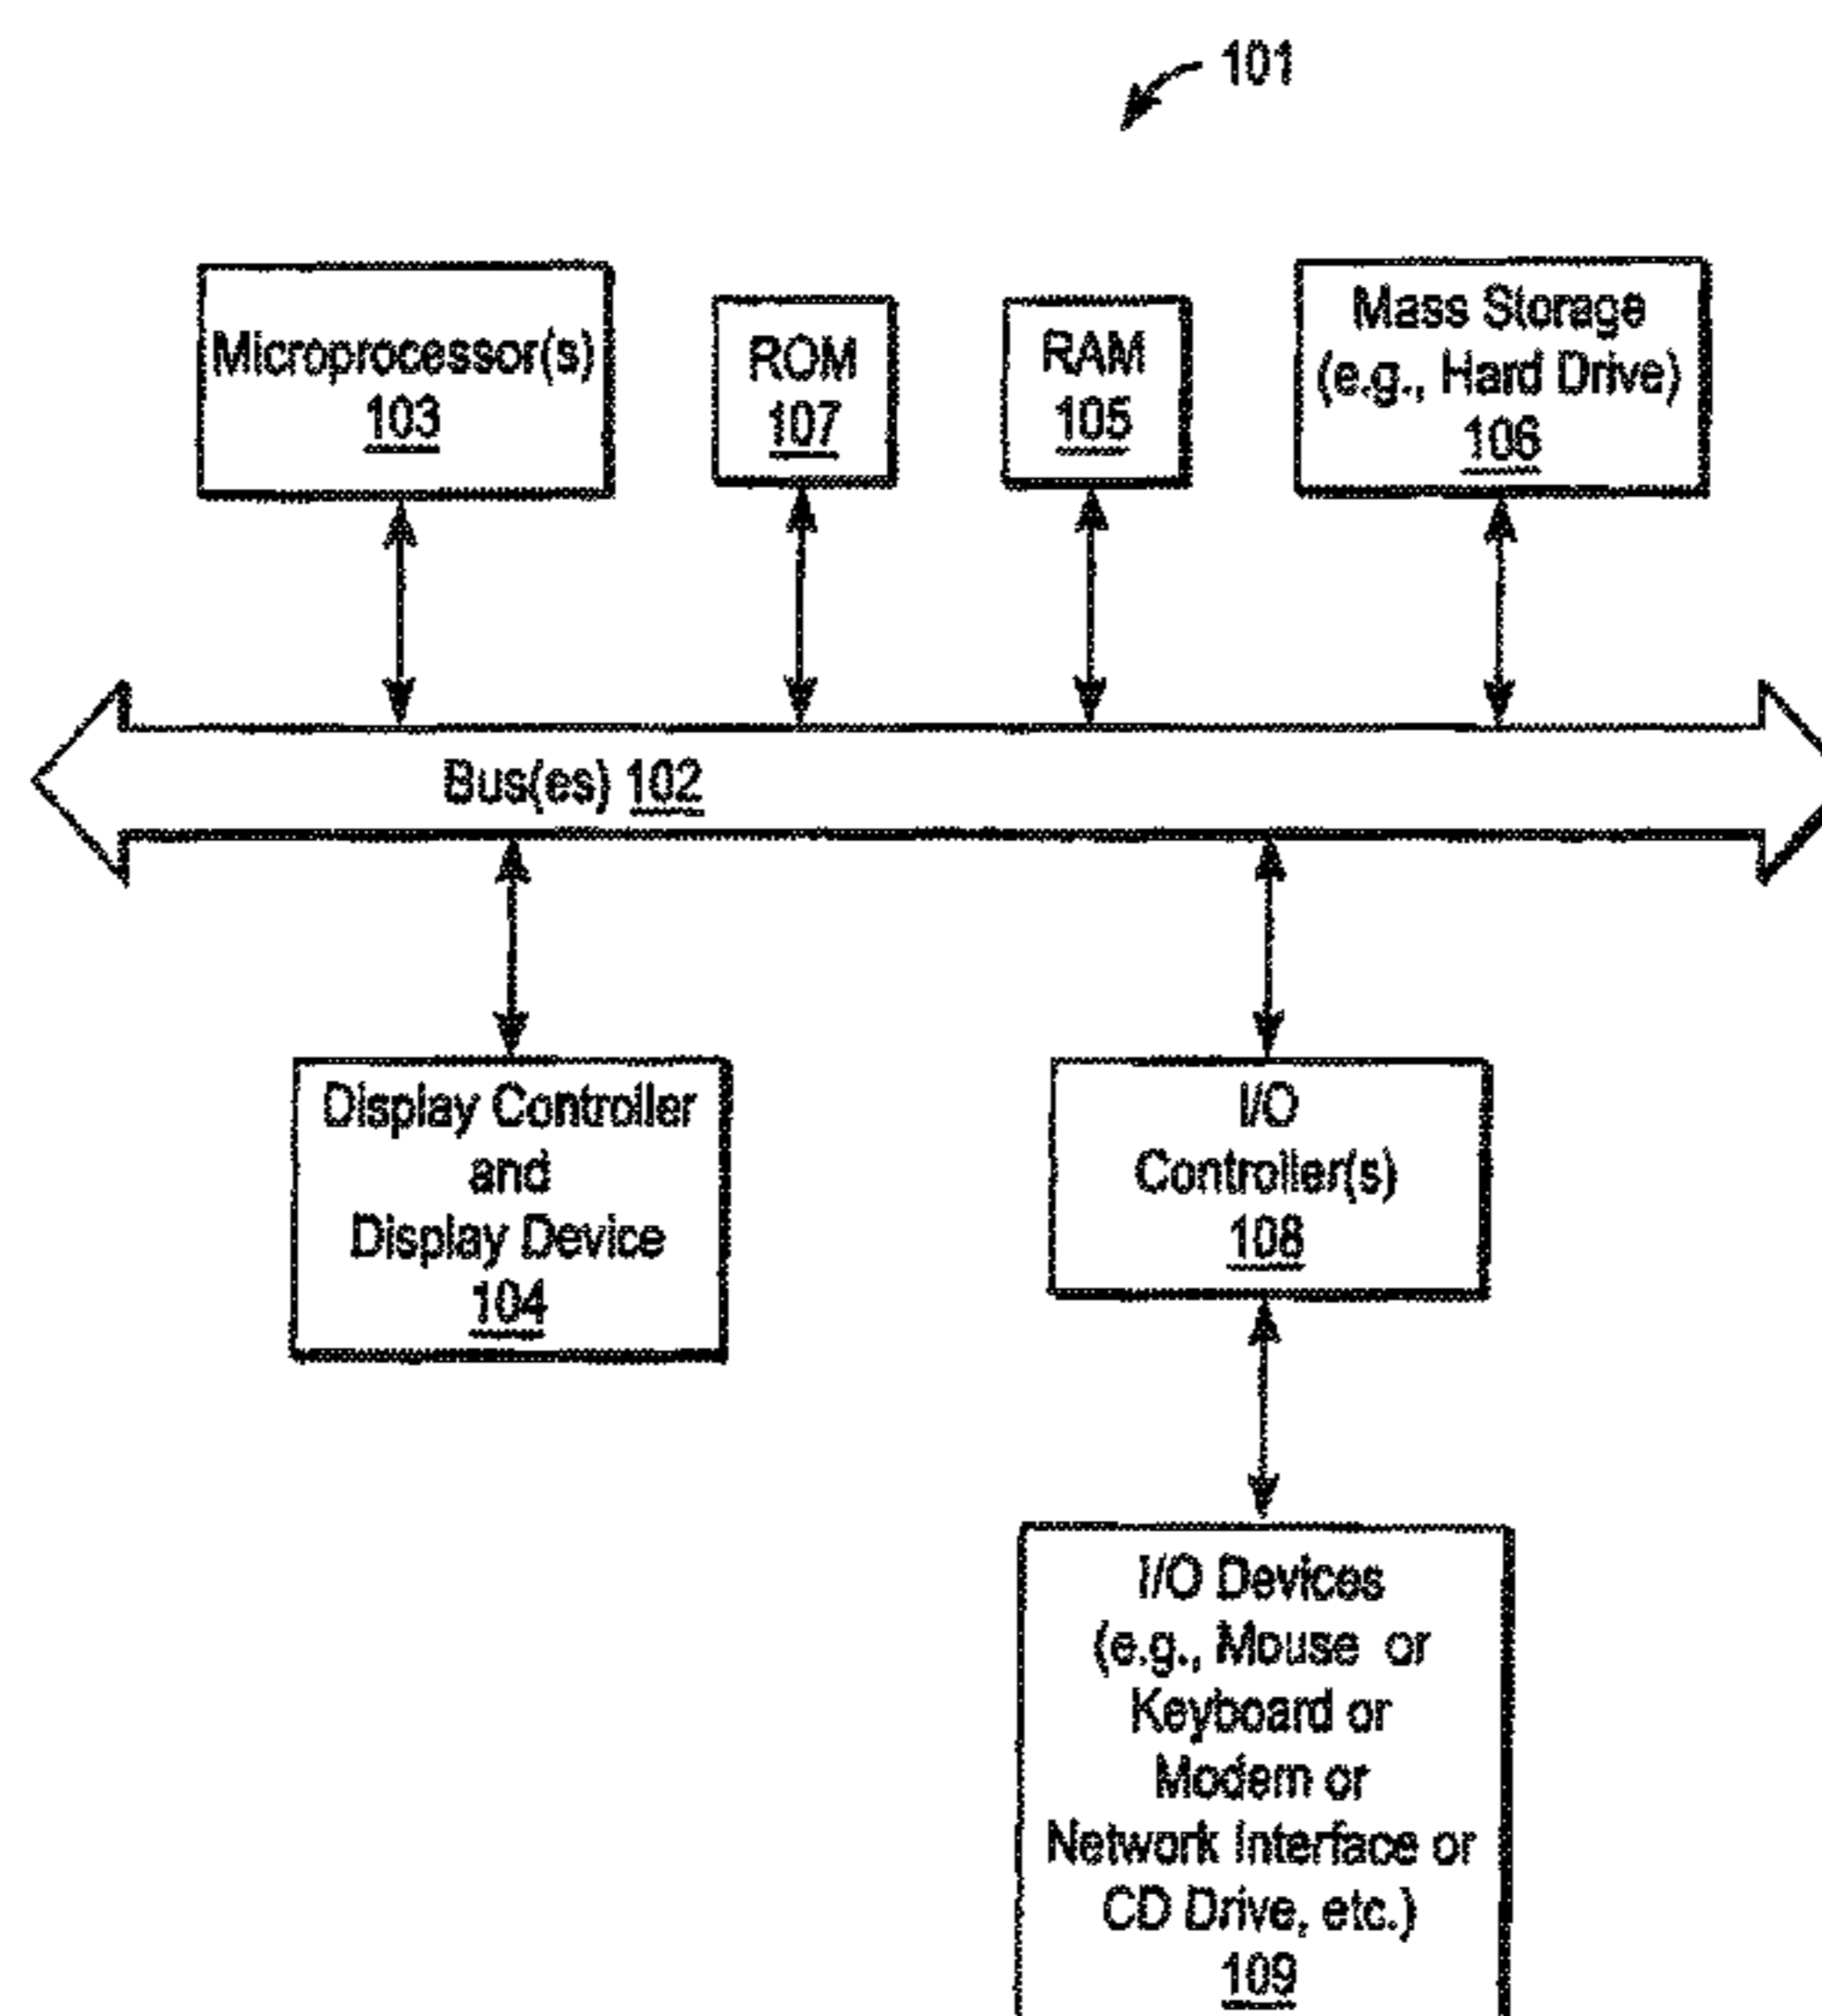 101
Microprocessor(s)
103
ROM
107
RAM
105
Mass Storage
(e.g., Hard Drive)
106
Bus(es) 102
Display Controller
and
Display Device
104
I/O
Controller(s)
108
I/O Devices
(e.g., Mouse or
Keyboard or
Modem or
Network Interface or
CD Drive, etc.)
109